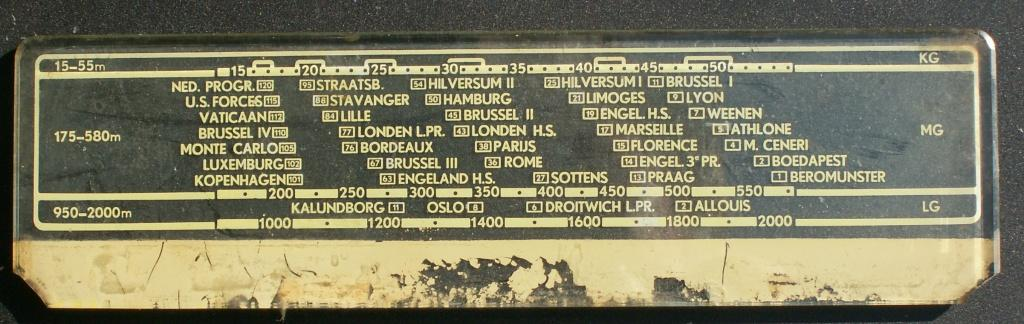 15–55m 15 20 25 30 35 40 45 50 KG
NED. PROGR. 120 95 STRAATSB. 54 HILVERSUM II 25 HILVERSUM I 11 BRUSSEL I
U.S. FORCES 115 88 STAVANGER 50 HAMBURG 21 LIMOGES 9 LYON
VATICAAN 112 84 LILLE 45 BRUSSEL II 19 ENGEL. H.S. 7 WEENEN
175–580m BRUSSEL IV 110 77 LONDEN L.PR. 43 LONDEN H.S. 17 MARSEILLE 5 ATHLONE MG
MONTE CARLO 105 76 BORDEAUX 38 PARIJS 15 FLORENCE 4 M. CENERI
LUXEMBURG 102 67 BRUSSEL III 36 ROME 14 ENGEL. 3e PR. 2 BOEDAPEST
KOPENHAGEN 101 63 ENGELAND H.S. 27 SOTTENS 13 PRAAG 1 BEROMUNSTER
200 250 300 350 400 450 500 550
950–2000m KALUNDBORG 11 OSLO 8 6 DROITWICH L.PR. 2 ALLOUIS LG
1000 1200 1400 1600 1800 2000